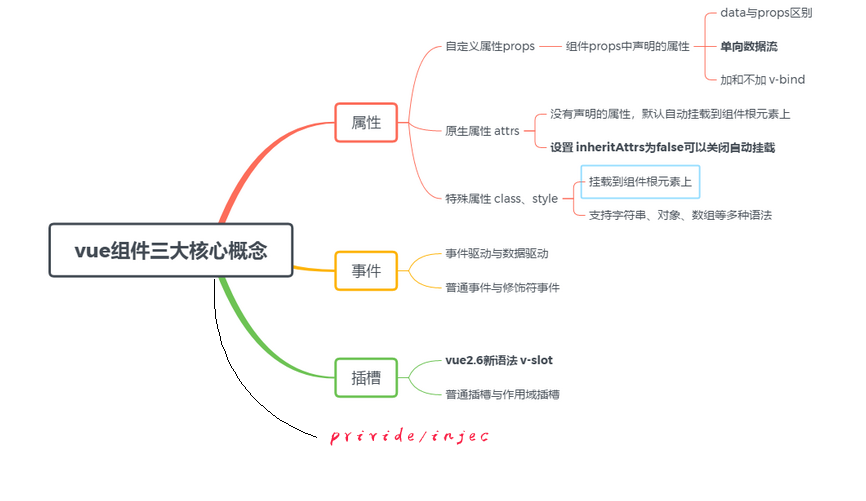 vue组件三大核心概念
属性
自定义属性props
组件props中声明的属性
data与props区别
单向数据流
加和不加 v-bind
原生属性 attrs
没有声明的属性，默认自动挂载到组件根元素上
设置 inheritAttrs为false可以关闭自动挂载
特殊属性 class、style
挂载到组件根元素上
支持字符串、对象、数组等多种语法
事件
事件驱动与数据驱动
普通事件与修饰符事件
插槽
vue2.6新语法 v-slot
普通插槽与作用域插槽
privide/injec